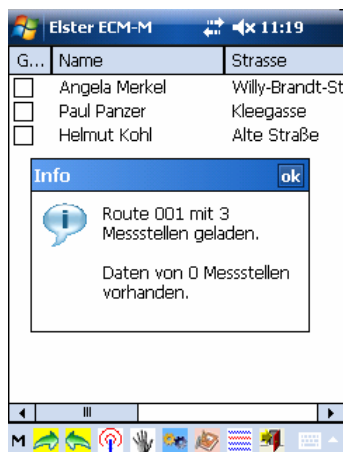 Elster ECM-M 11:19
G... Name Strasse
Angela Merkel Willy-Brandt-St
Paul Panzer Kleegasse
Helmut Kohl Alte Straße
Info ok
Route 001 mit 3
Messstellen geladen.
Daten von 0 Messstellen
vorhanden.
M